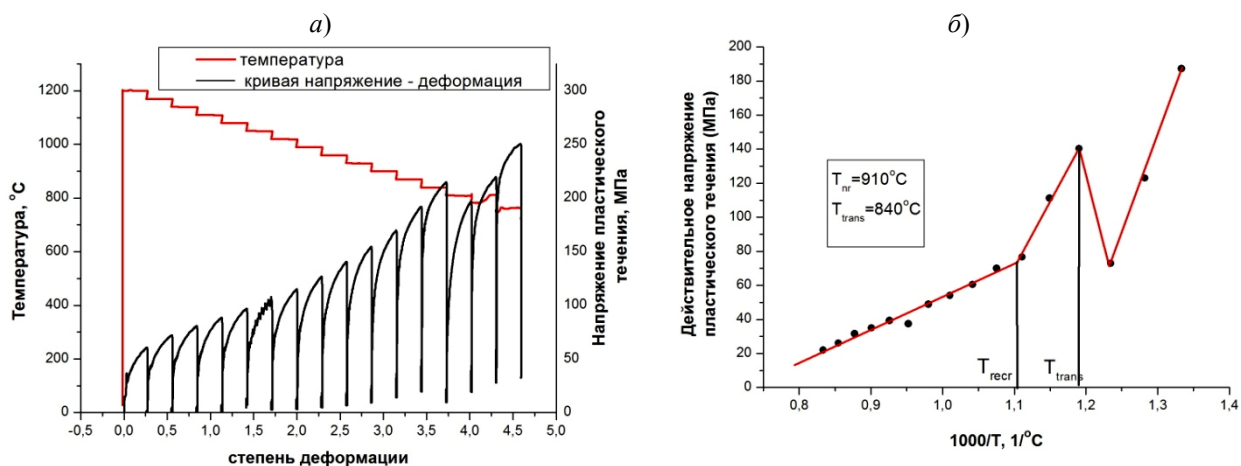 а)
температура
кривая напряжение - деформация
1200
1000
800
600
400
200
0
Температура, °С
300
250
200
150
100
50
0
Напряжение пластического
течения, МПа
-0,5 0,0 0,5 1,0 1,5 2,0 2,5 3,0 3,5 4,0 4,5 5,0
степень деформации
б)
200
180
160
140
120
100
80
60
40
20
0
Действительное напряжение
пластического течения (МПа)
Tnr=910°C
Ttrans=840°C
Trecr
Ttrans
0,8 0,9 1,0 1,1 1,2 1,3 1,4
1000/T, 1/°C